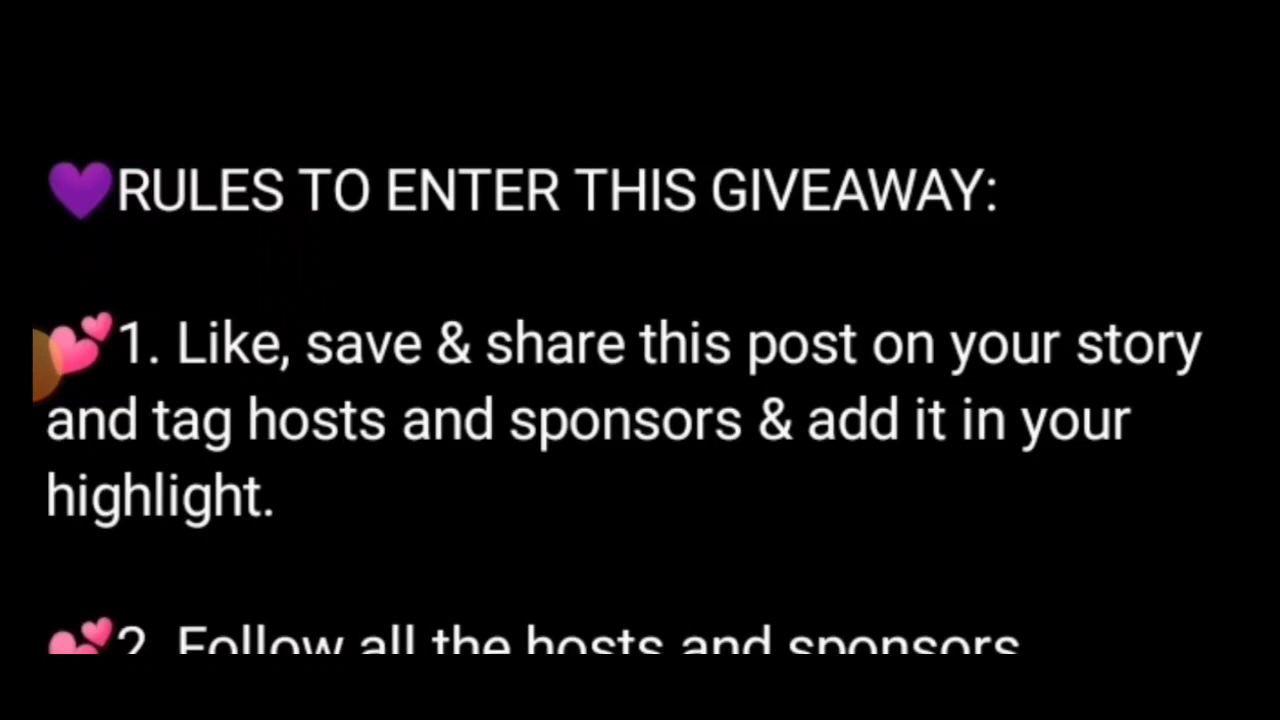 💜RULES TO ENTER THIS GIVEAWAY:
💕1. Like, save & share this post on your story
and tag hosts and sponsors & add it in your
highlight.
💕2. Follow all the hosts and sponsors